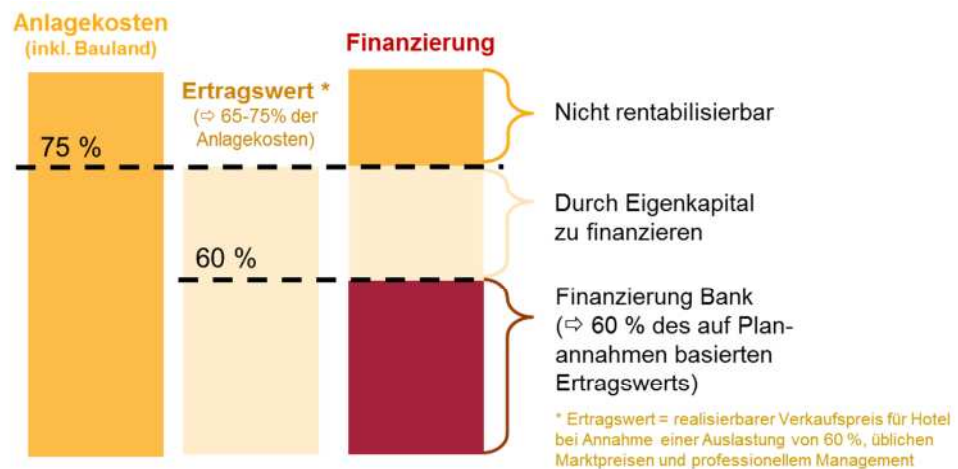 Anlagekosten
(inkl. Bauland)
Ertragswert *
(⇨ 65-75% der
Anlagekosten)
Finanzierung
75 %
60 %
Nicht rentabilisierbar
Durch Eigenkapital
zu finanzieren
Finanzierung Bank
(⇨ 60 % des auf Plan-
annahmen basierten
Ertragswerts)
* Ertragswert = realisierbarer Verkaufspreis für Hotel
bei Annahme einer Auslastung von 60 %, üblichen
Marktpreisen und professionellem Management